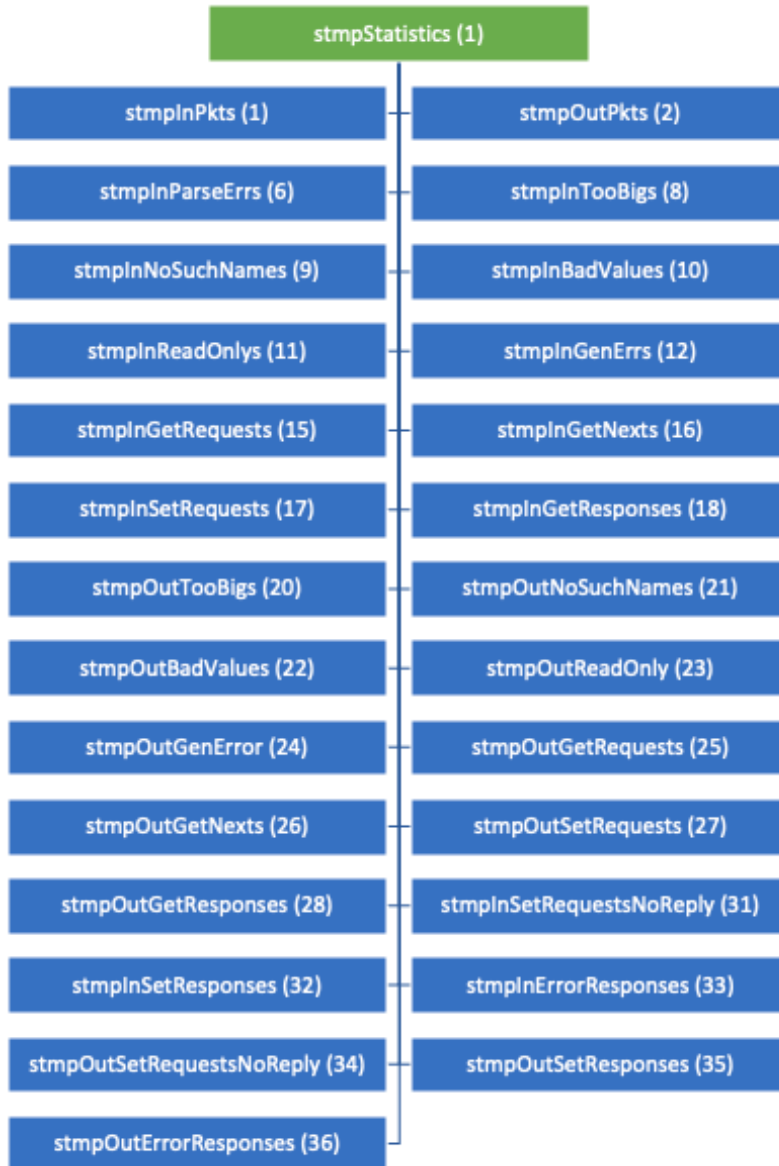 stmpStatistics (1)
stmpInPkts (1)
stmpOutPkts (2)
stmpInParseErrs (6)
stmpInTooBigs (8)
stmpInNoSuchNames (9)
stmpInBadValues (10)
stmpInReadOnlys (11)
stmpInGenErrs (12)
stmpInGetRequests (15)
stmpInGetNexts (16)
stmpInSetRequests (17)
stmpInGetResponses (18)
stmpOutTooBigs (20)
stmpOutNoSuchNames (21)
stmpOutBadValues (22)
stmpOutReadOnly (23)
stmpOutGenError (24)
stmpOutGetRequests (25)
stmpOutGetNexts (26)
stmpOutSetRequests (27)
stmpOutGetResponses (28)
stmpInSetRequestsNoReply (31)
stmpInSetResponses (32)
stmpInErrorResponses (33)
stmpOutSetRequestsNoReply (34)
stmpOutSetResponses (35)
stmpOutErrorResponses (36)